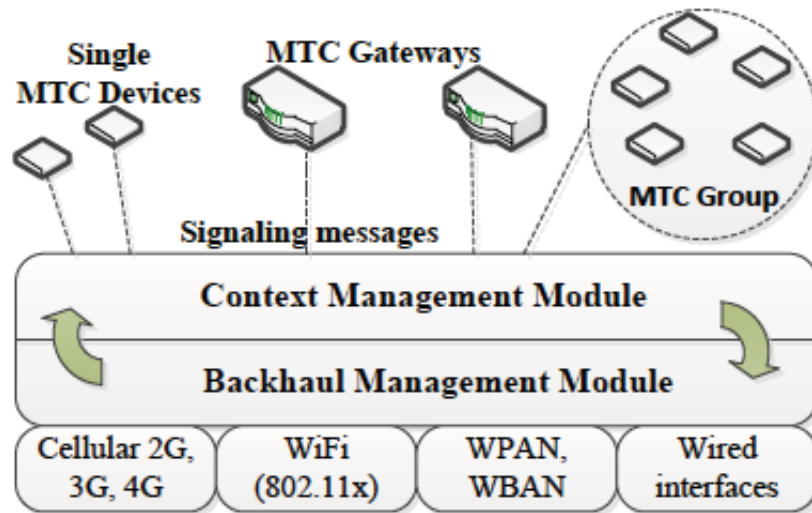 Single
MTC Devices
MTC Gateways
MTC Group
Signaling messages
Context Management Module
Backhaul Management Module
Cellular 2G,
3G, 4G
WiFi
(802.11x)
WPAN,
WBAN
Wired
interfaces